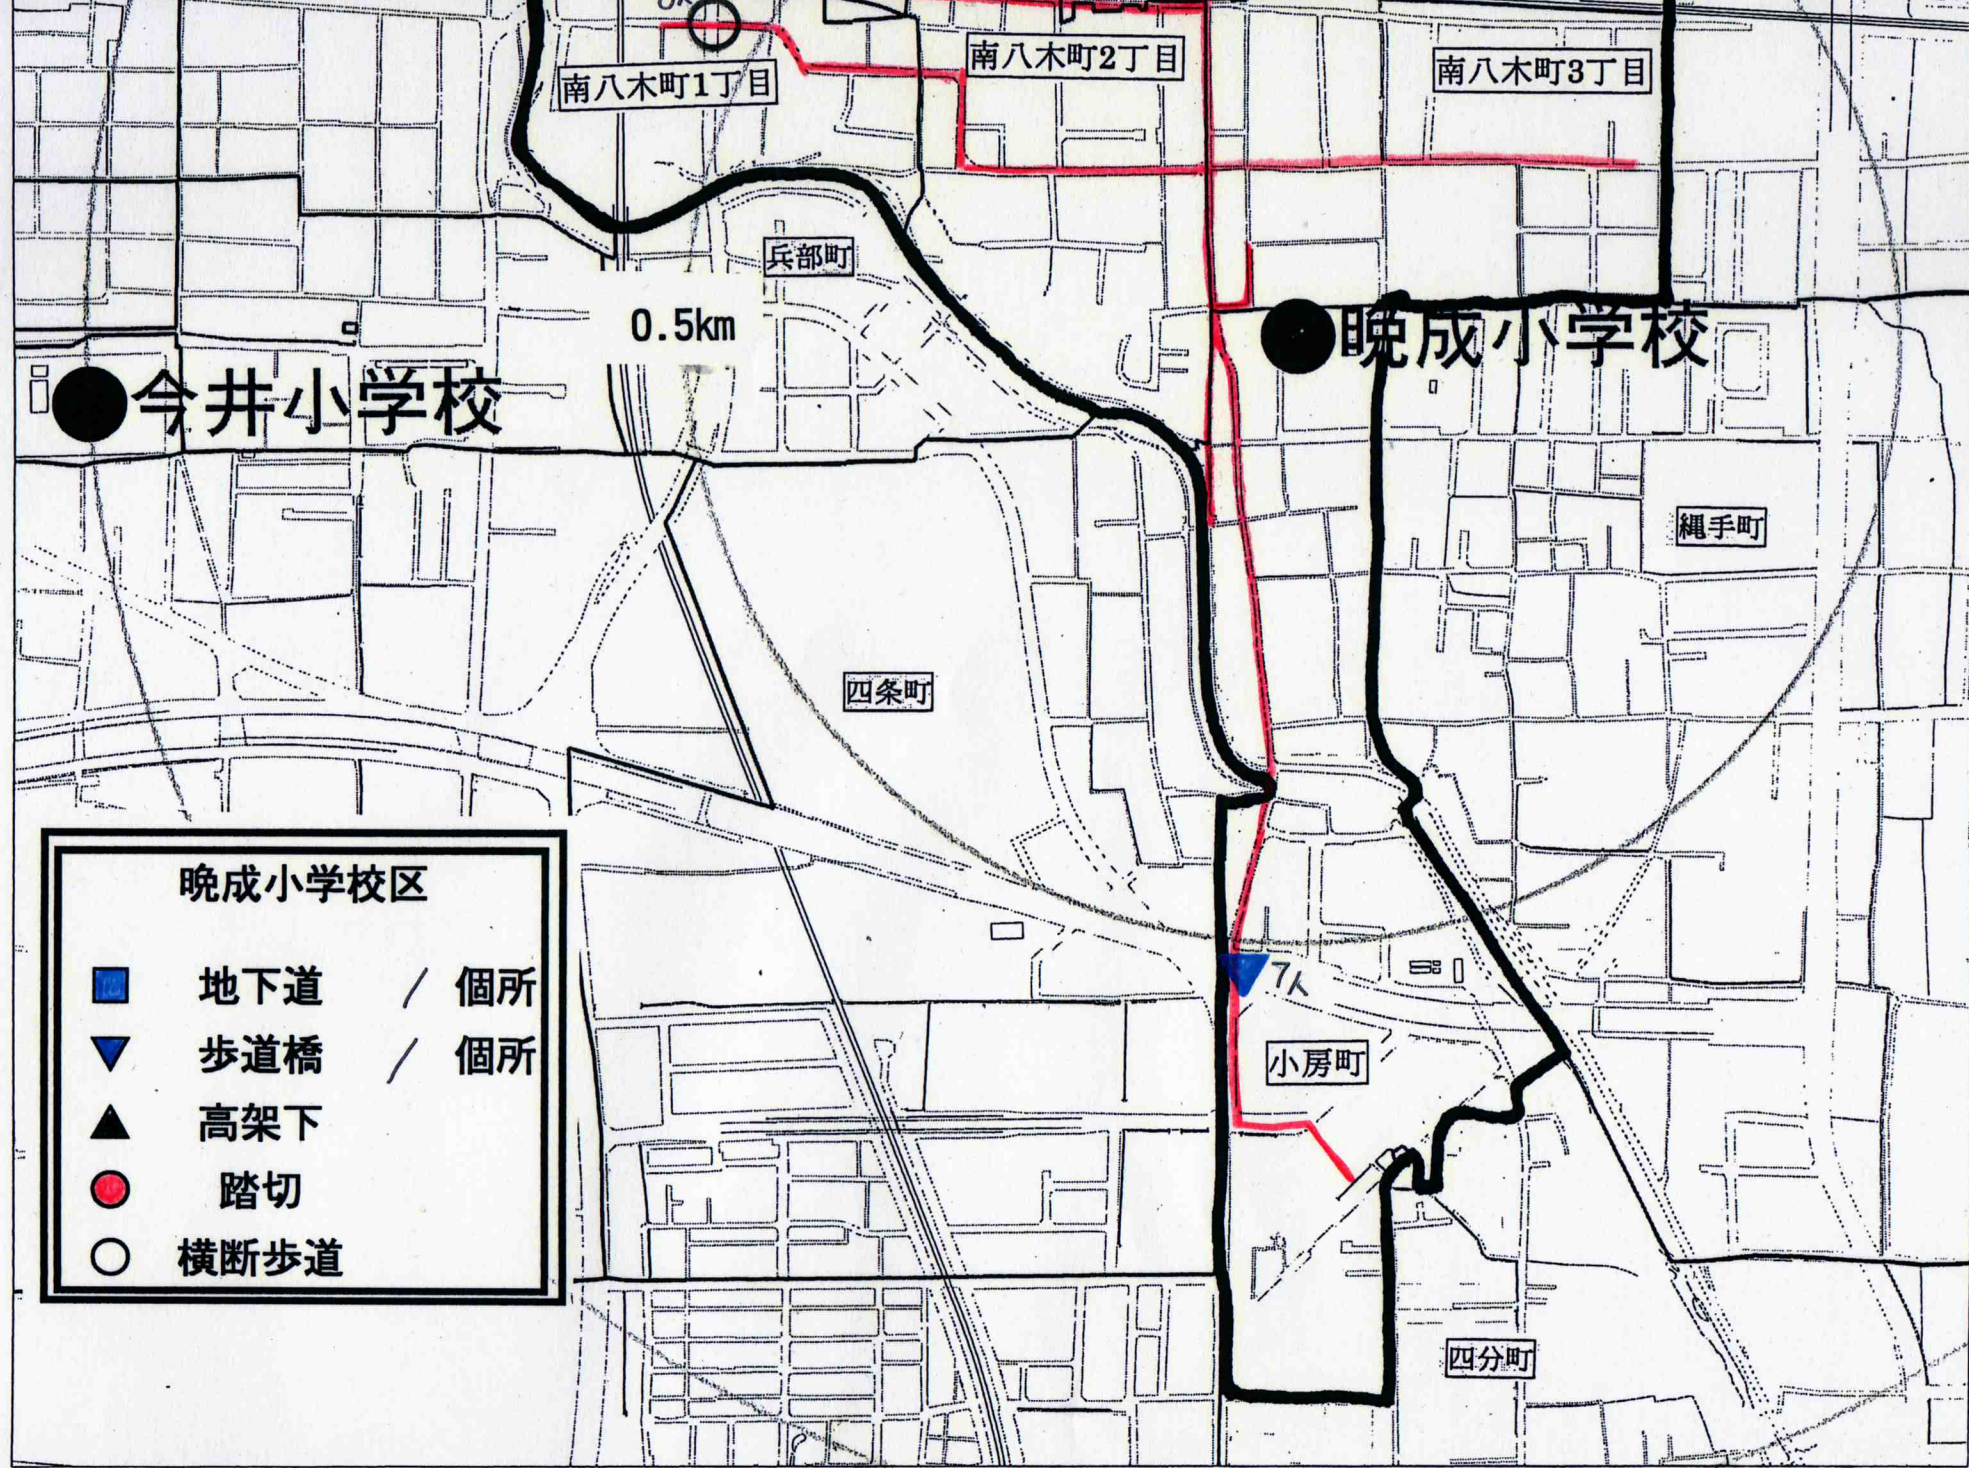 南八木町1丁目
南八木町2丁目
南八木町3丁目
兵部町
0.5km
晩成小学校
今井小学校
縄手町
四条町
7人
小房町
四分町
晩成小学校区
地下道 / 個所
歩道橋 / 個所
高架下
踏切
横断歩道